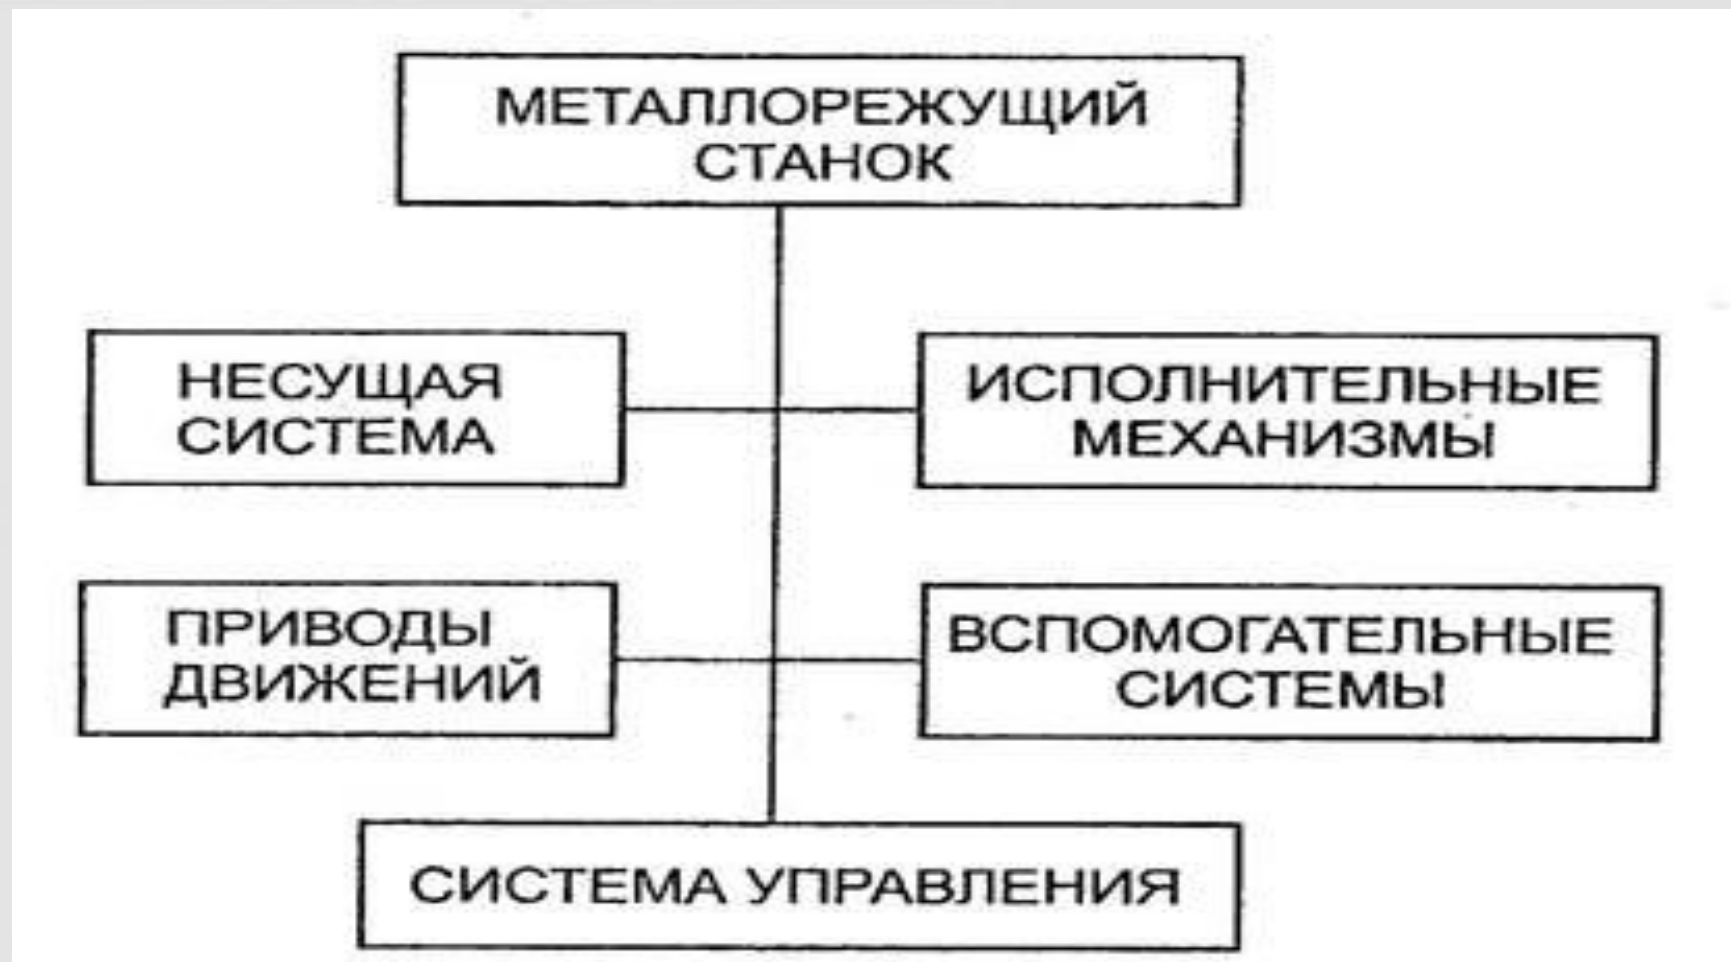 МЕТАЛЛОРЕЖУЩИЙ
СТАНОК
НЕСУЩАЯ
СИСТЕМА
ИСПОЛНИТЕЛЬНЫЕ
МЕХАНИЗМЫ
ПРИВОДЫ
ДВИЖЕНИЙ
ВСПОМОГАТЕЛЬНЫЕ
СИСТЕМЫ
СИСТЕМА УПРАВЛЕНИЯ